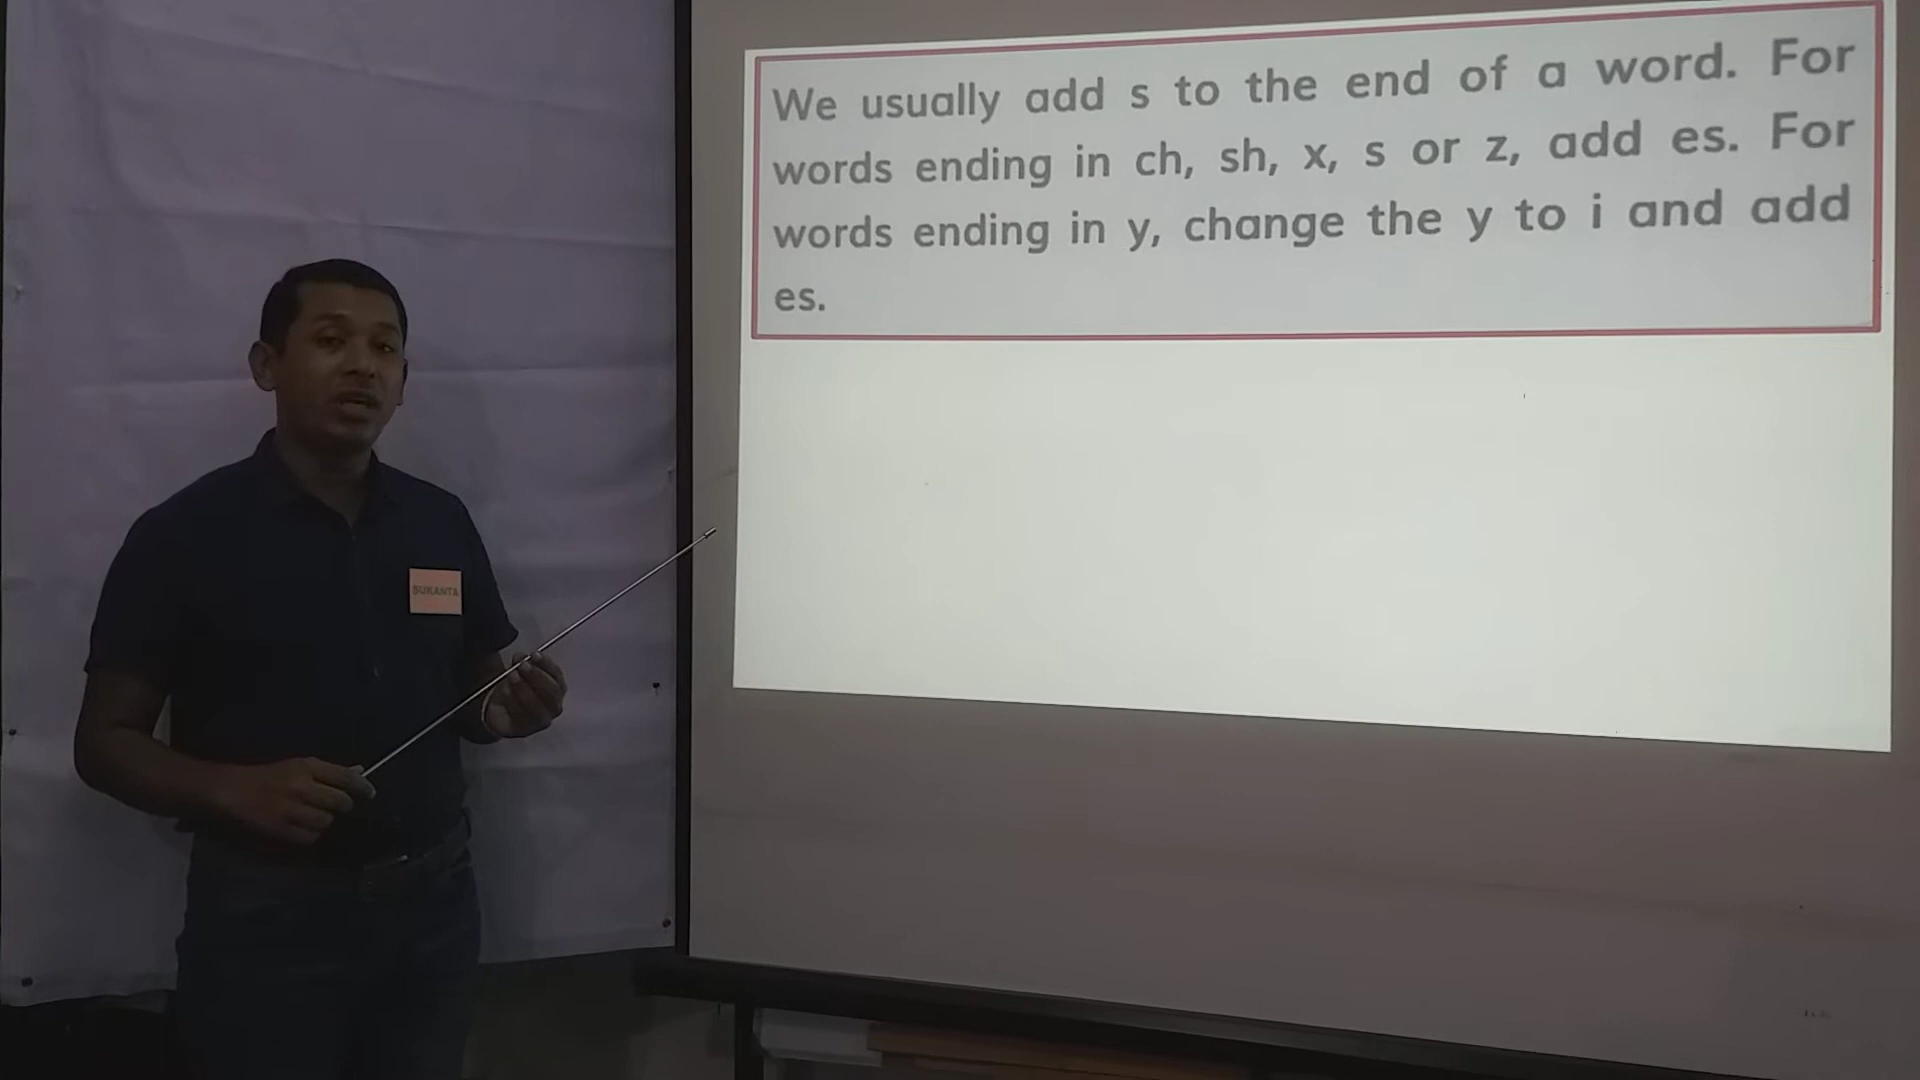 We usually add s to the end of a word. For
words ending in ch, sh, x, s or z, add es. For
words ending in y, change the y to i and add
es.
SUKANTA